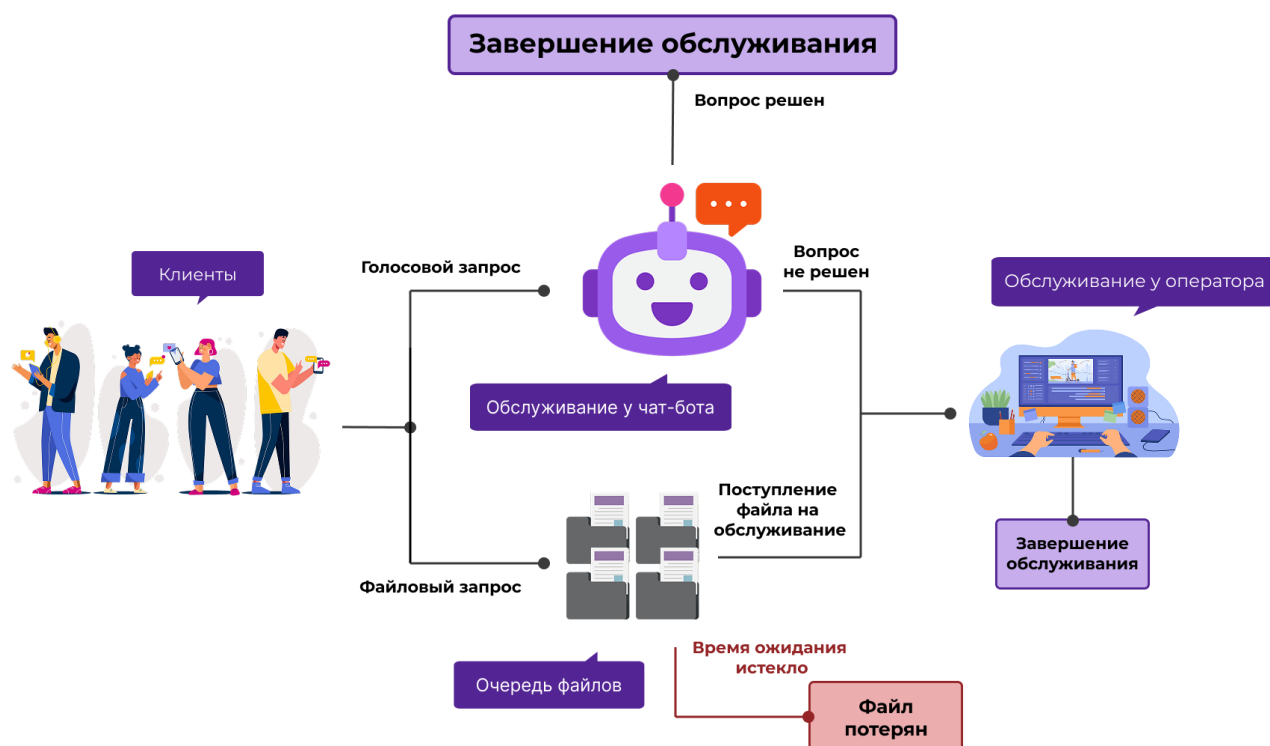 Завершение обслуживания
Вопрос решен
Клиенты
Голосовой запрос
Вопрос
не решен
Обслуживание у оператора
Обслуживание у чат-бота
Поступление
файла на
обслуживание
Завершение
обслуживания
Файловый запрос
Время ожидания
истекло
Очередь файлов
Файл
потерян